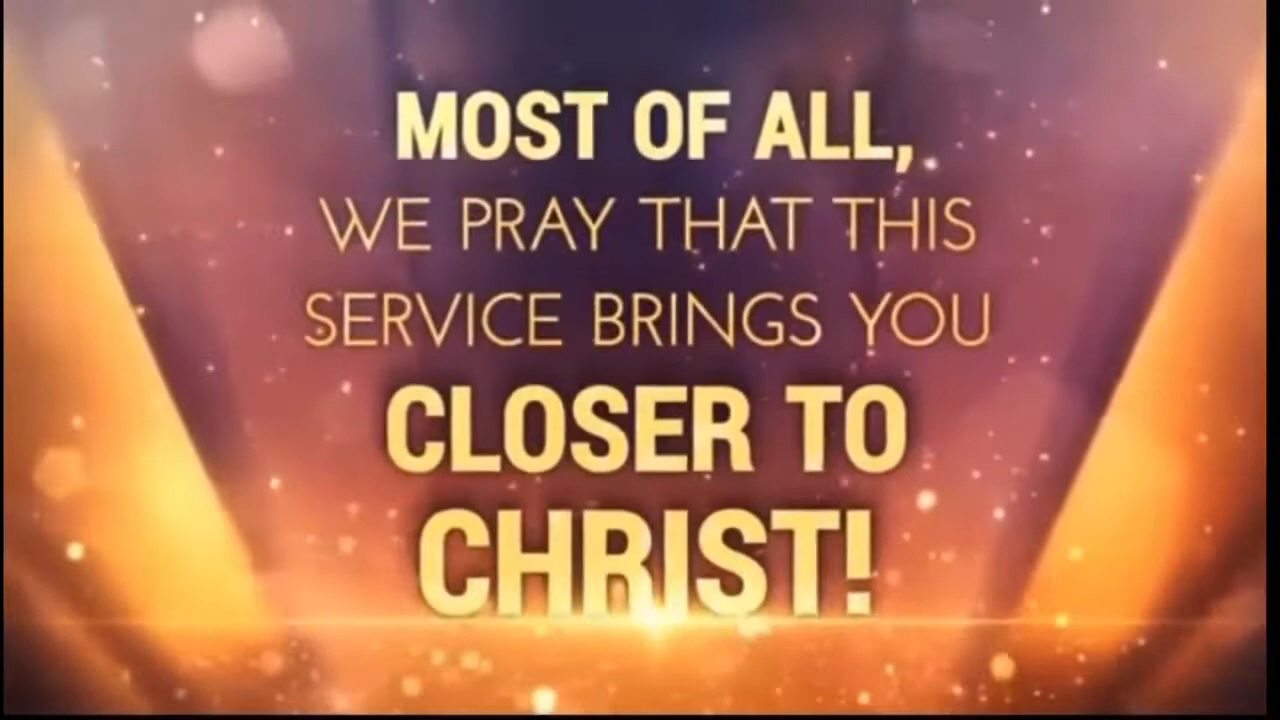 MOST OF ALL,
WE PRAY THAT THIS
SERVICE BRINGS YOU
CLOSER TO
CHRIST!